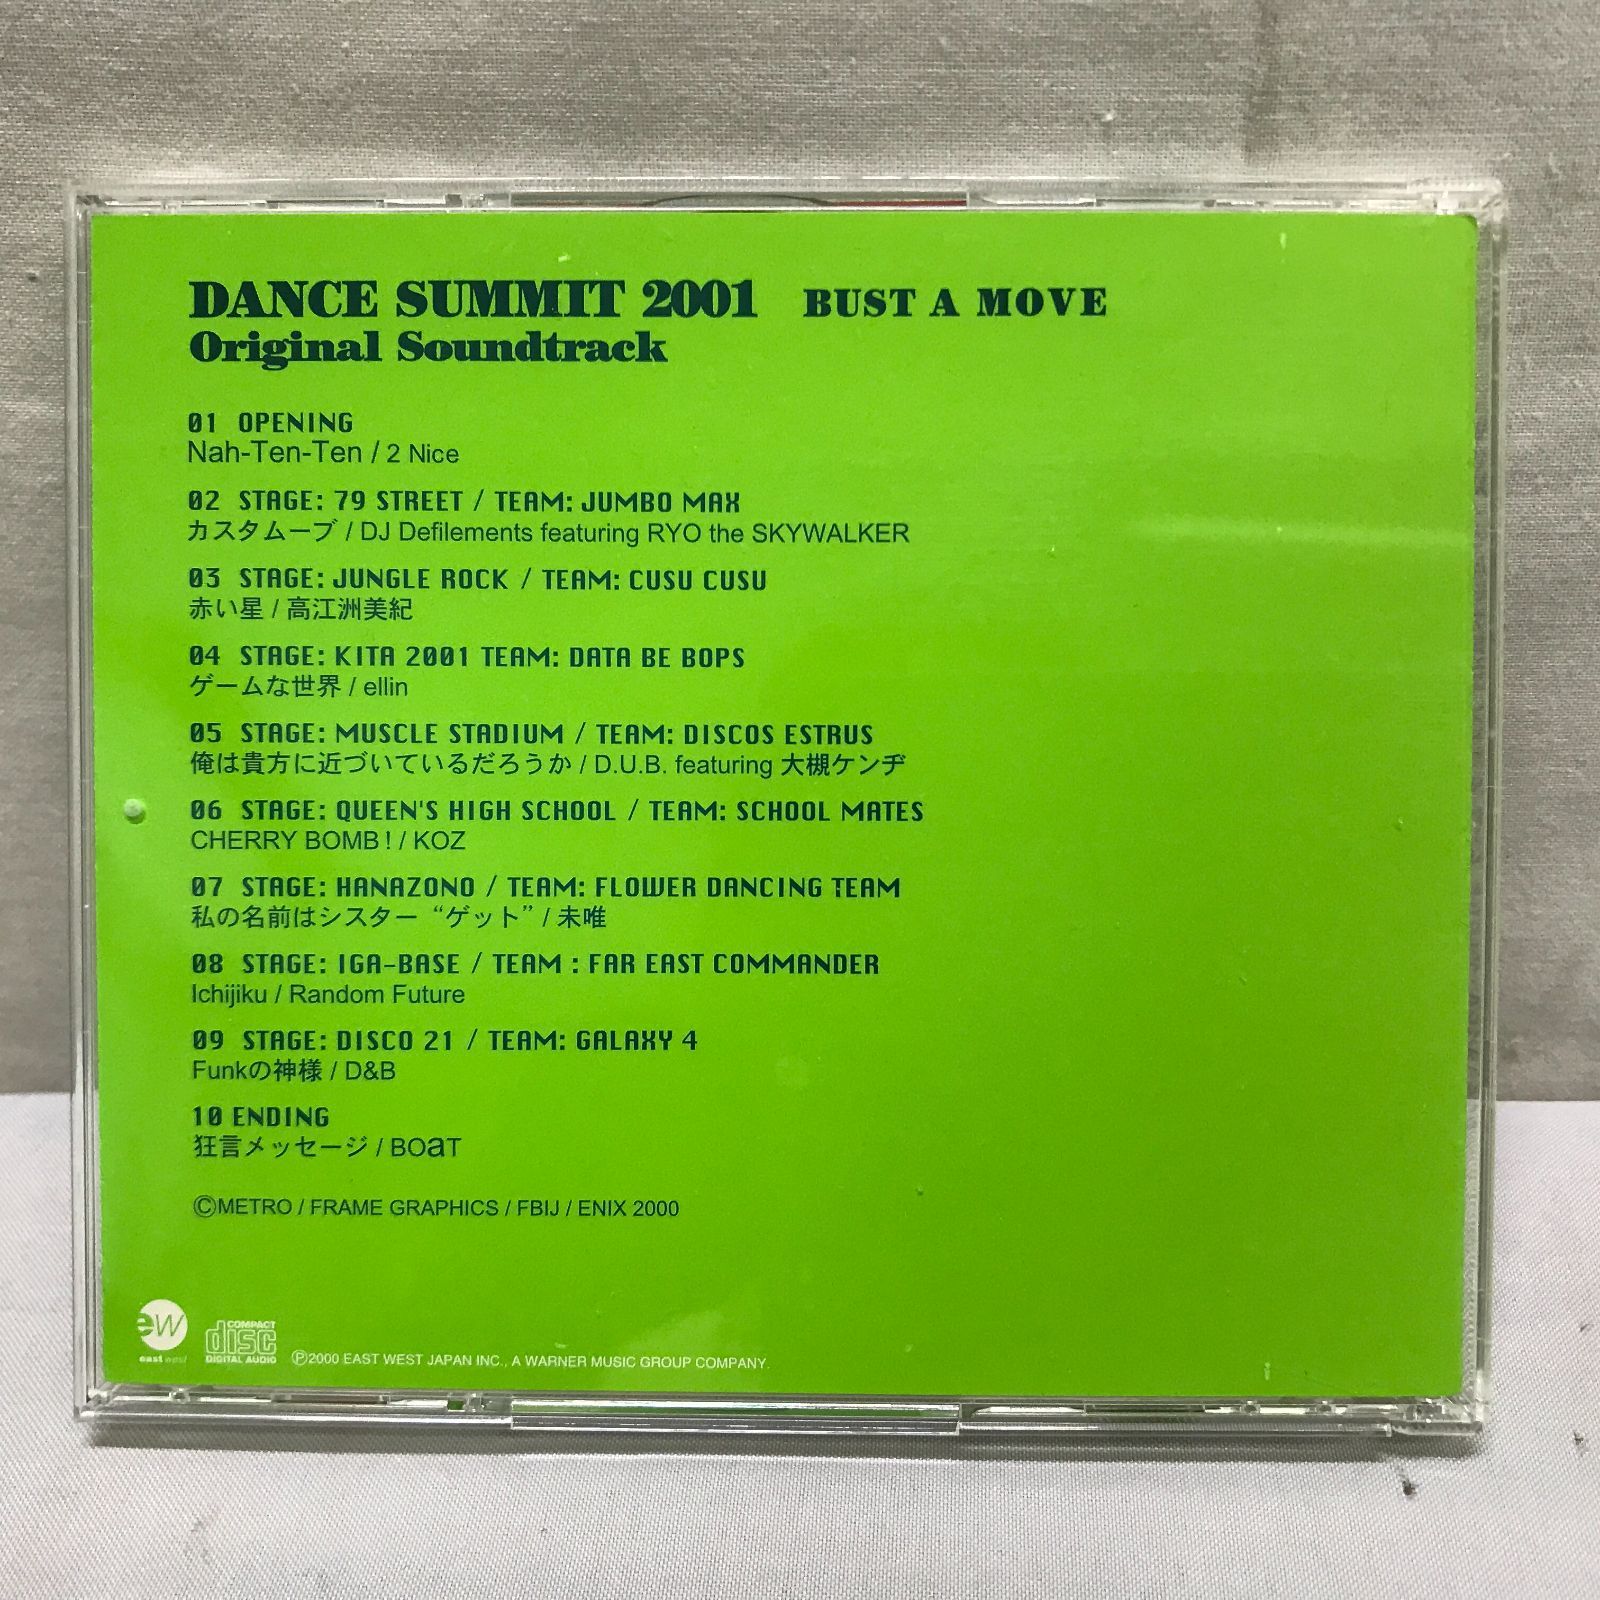 DANCE SUMMIT 2001 BUST A MOVE
Original Soundtrack
01 OPENING
Nah-Ten-Ten / 2 Nice
02 STAGE: 79 STREET / TEAM: JUMBO MAX
カスタムーブ / DJ Defilements featuring RYO the SKYWALKER
03 STAGE: JUNGLE ROCK / TEAM: CUSU CUSU
赤い星 / 高江洲美紀
04 STAGE: KITA 2001 TEAM: DATA BE BOPS
ゲームな世界 / ellin
05 STAGE: MUSCLE STADIUM / TEAM: DISCOS ESTRUS
俺は貴方に近づいているだろうか / D.U.B. featuring 大槻ケンヂ
06 STAGE: QUEEN'S HIGH SCHOOL / TEAM: SCHOOL MATES
CHERRY BOMB! / KOZ
07 STAGE: HANAZONO / TEAM: FLOWER DANCING TEAM
私の名前はシスター “ゲット” / 未唯
08 STAGE: IGA-BASE / TEAM : FAR EAST COMMANDER
Ichijiku / Random Future
09 STAGE: DISCO 21 / TEAM: GALAXY 4
Funkの神様 / D&B
10 ENDING
狂言メッセージ / BOaT
©METRO / FRAME GRAPHICS / FBIJ / ENIX 2000
ew
east west
COMPACT
disc
DIGITAL AUDIO
℗2000 EAST WEST JAPAN INC., A WARNER MUSIC GROUP COMPANY.